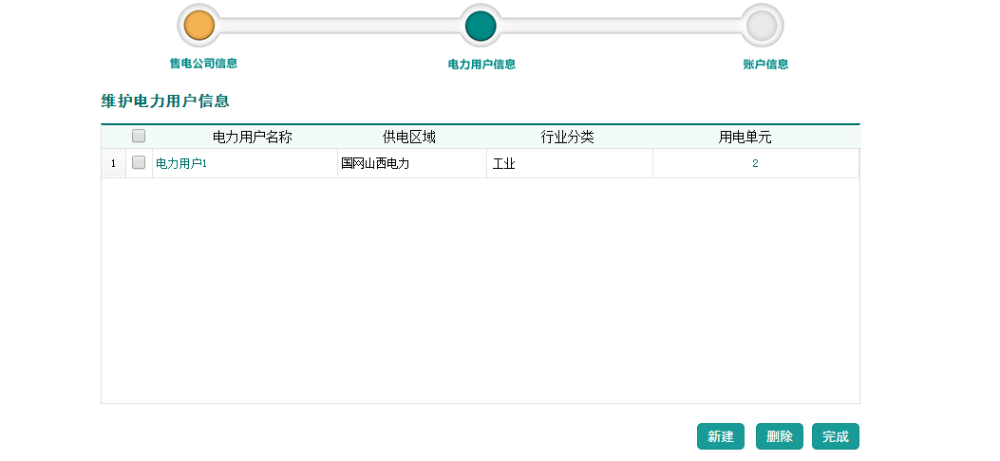 售电公司信息 电力用户信息 账户信息
维护电力用户信息
电力用户名称 供电区域 行业分类 用电单元
1 电力用户1 国网山西电力 工业 2
新建 删除 完成